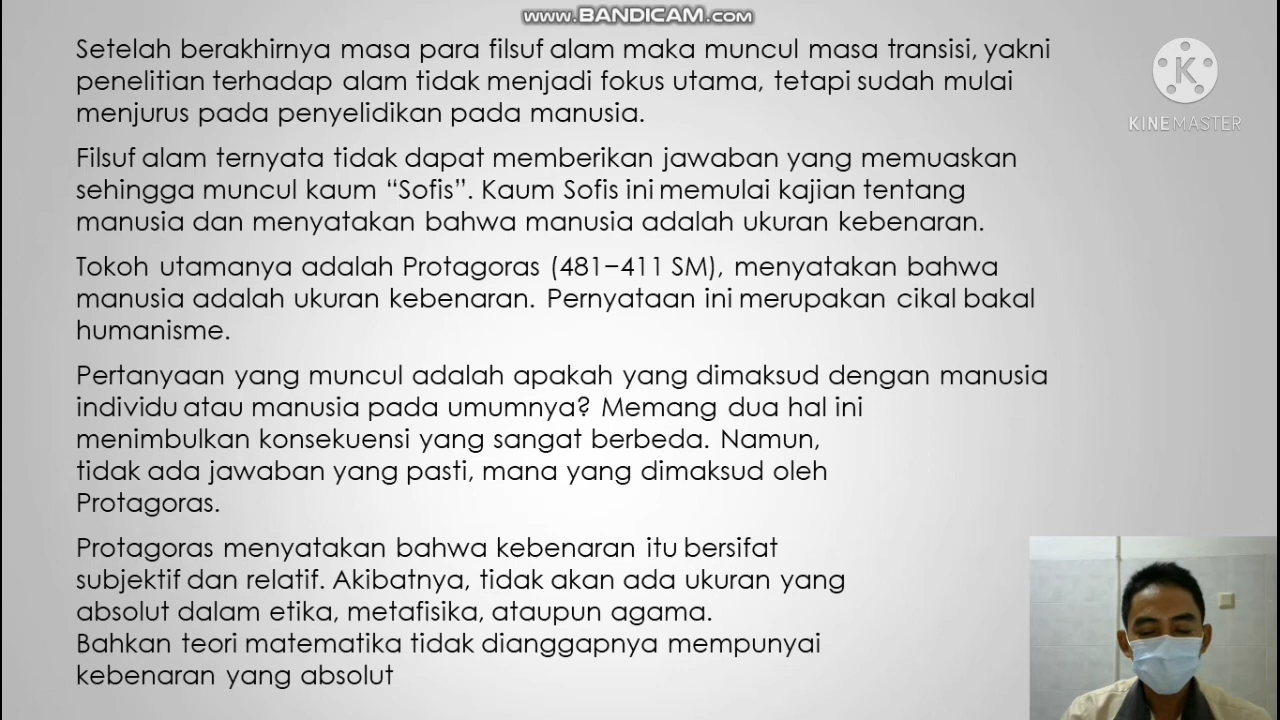 www.BANDICAM.com
Setelah berakhirnya masa para filsuf alam maka muncul masa transisi, yakni
penelitian terhadap alam tidak menjadi fokus utama, tetapi sudah mulai
menjurus pada penyelidikan pada manusia.
K
KINEMASTER
Filsuf alam ternyata tidak dapat memberikan jawaban yang memuaskan
sehingga muncul kaum “Sofis”. Kaum Sofis ini memulai kajian tentang
manusia dan menyatakan bahwa manusia adalah ukuran kebenaran.
Tokoh utamanya adalah Protagoras (481–411 SM), menyatakan bahwa
manusia adalah ukuran kebenaran. Pernyataan ini merupakan cikal bakal
humanisme.
Pertanyaan yang muncul adalah apakah yang dimaksud dengan manusia
individu atau manusia pada umumnya? Memang dua hal ini
menimbulkan konsekuensi yang sangat berbeda. Namun,
tidak ada jawaban yang pasti, mana yang dimaksud oleh
Protagoras.
Protagoras menyatakan bahwa kebenaran itu bersifat
subjektif dan relatif. Akibatnya, tidak akan ada ukuran yang
absolut dalam etika, metafisika, ataupun agama.
Bahkan teori matematika tidak dianggapnya mempunyai
kebenaran yang absolut